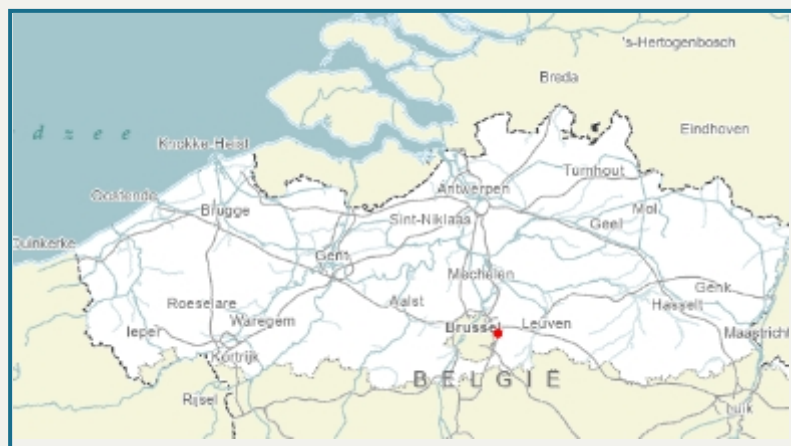 's-Hertogenbosch
Breda
Eindhoven
d z e e
Knokke-Heist
Turnhout
Oostende
Antwerpen
Brugge
Sint-Niklaas
Geel
Mol
Duinkerke
Gent
Mechelen
Genk
Roeselare
Aalst
Hasselt
Ieper
Waregem
Brussel
Leuven
Maastricht
Kortrijk
BELGIË
Rijsel
Luik